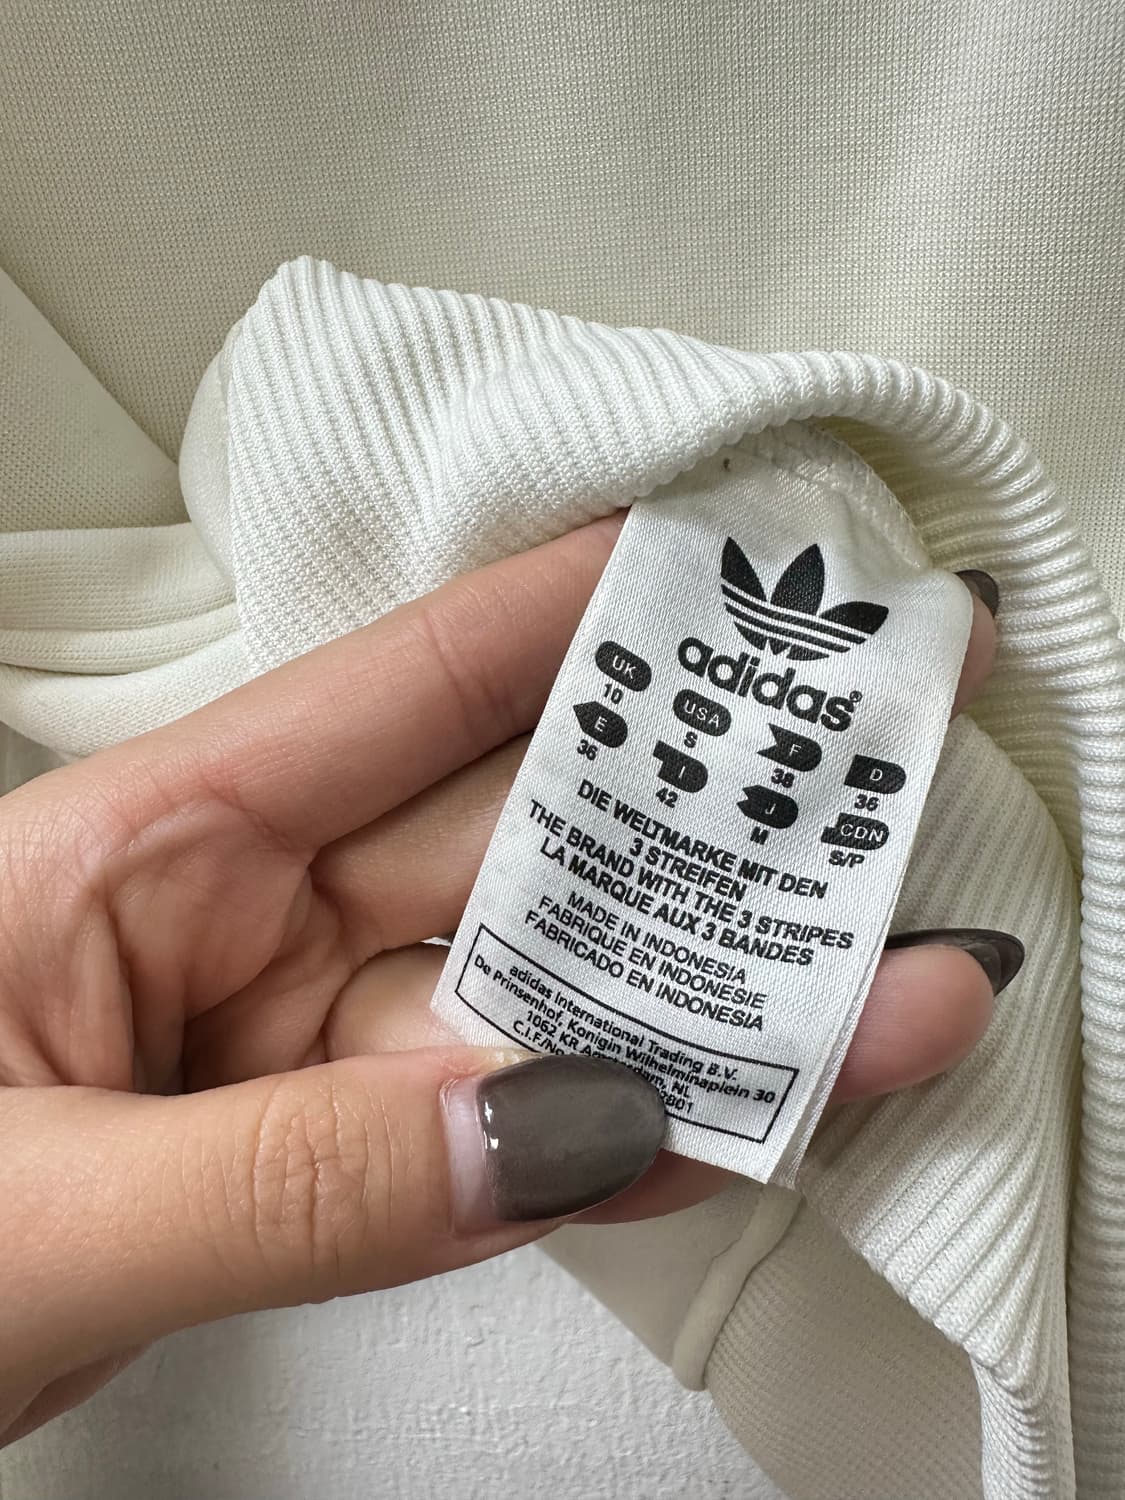 adidas®
UK USA F D
10 S 38 36
E I J CDN
36 42 M S/P
DIE WELTMARKE MIT DEN
3 STREIFEN
THE BRAND WITH THE 3 STRIPES
LA MARQUE AUX 3 BANDES
MADE IN INDONESIA
FABRIQUE EN INDONESIE
FABRICADO EN INDONESIA
adidas International Trading B.V.
De Prinsenhof, Konigin Wilhelminaplein 30
1062 KR NL